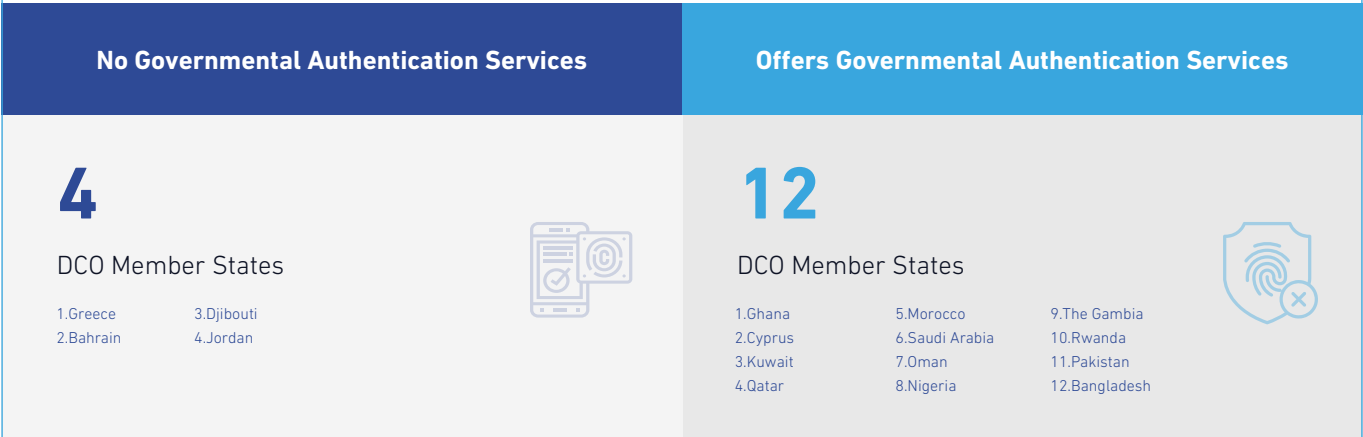 No Governmental Authentication Services
4
DCO Member States
1.Greece
2.Bahrain
3.Djibouti
4.Jordan
Offers Governmental Authentication Services
12
DCO Member States
1.Ghana
2.Cyprus
3.Kuwait
4.Qatar
5.Morocco
6.Saudi Arabia
7.Oman
8.Nigeria
9.The Gambia
10.Rwanda
11.Pakistan
12.Bangladesh